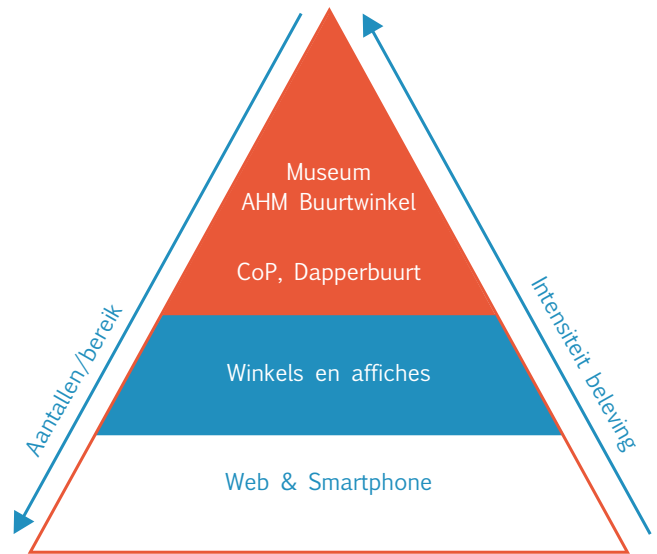 Museum
AHM Buurtwinkel
CoP, Dapperbuurt
Aantallen/bereik
Intensiteit beleving
Winkels en affiches
Web & Smartphone